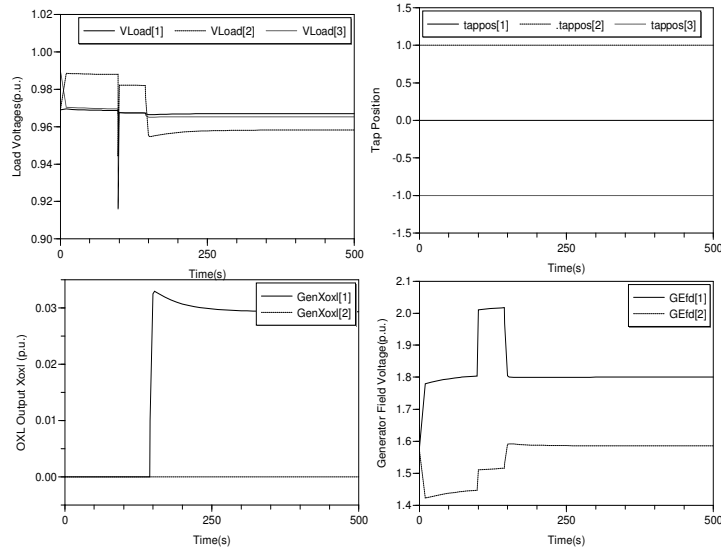 VLoad[1] VLoad[2] VLoad[3]
Load Voltages(p.u.)
1.02
1.00
0.98
0.96
0.94
0.92
0.90
0 250 500
Time(s)
tappos[1] .tappos[2] tappos[3]
Tap Position
1.5
1.0
0.5
0.0
-0.5
-1.0
-1.5
0 250 500
Time(s)
GenXoxl[1]
GenXoxl[2]
OXL Output Xoxl (p.u.)
0.03
0.02
0.01
0.00
0 250 500
Time(s)
GEfd[1]
GEfd[2]
Generator Field Voltage(p.u.)
2.1
2.0
1.9
1.8
1.7
1.6
1.5
1.4
0 250 500
Time(s)